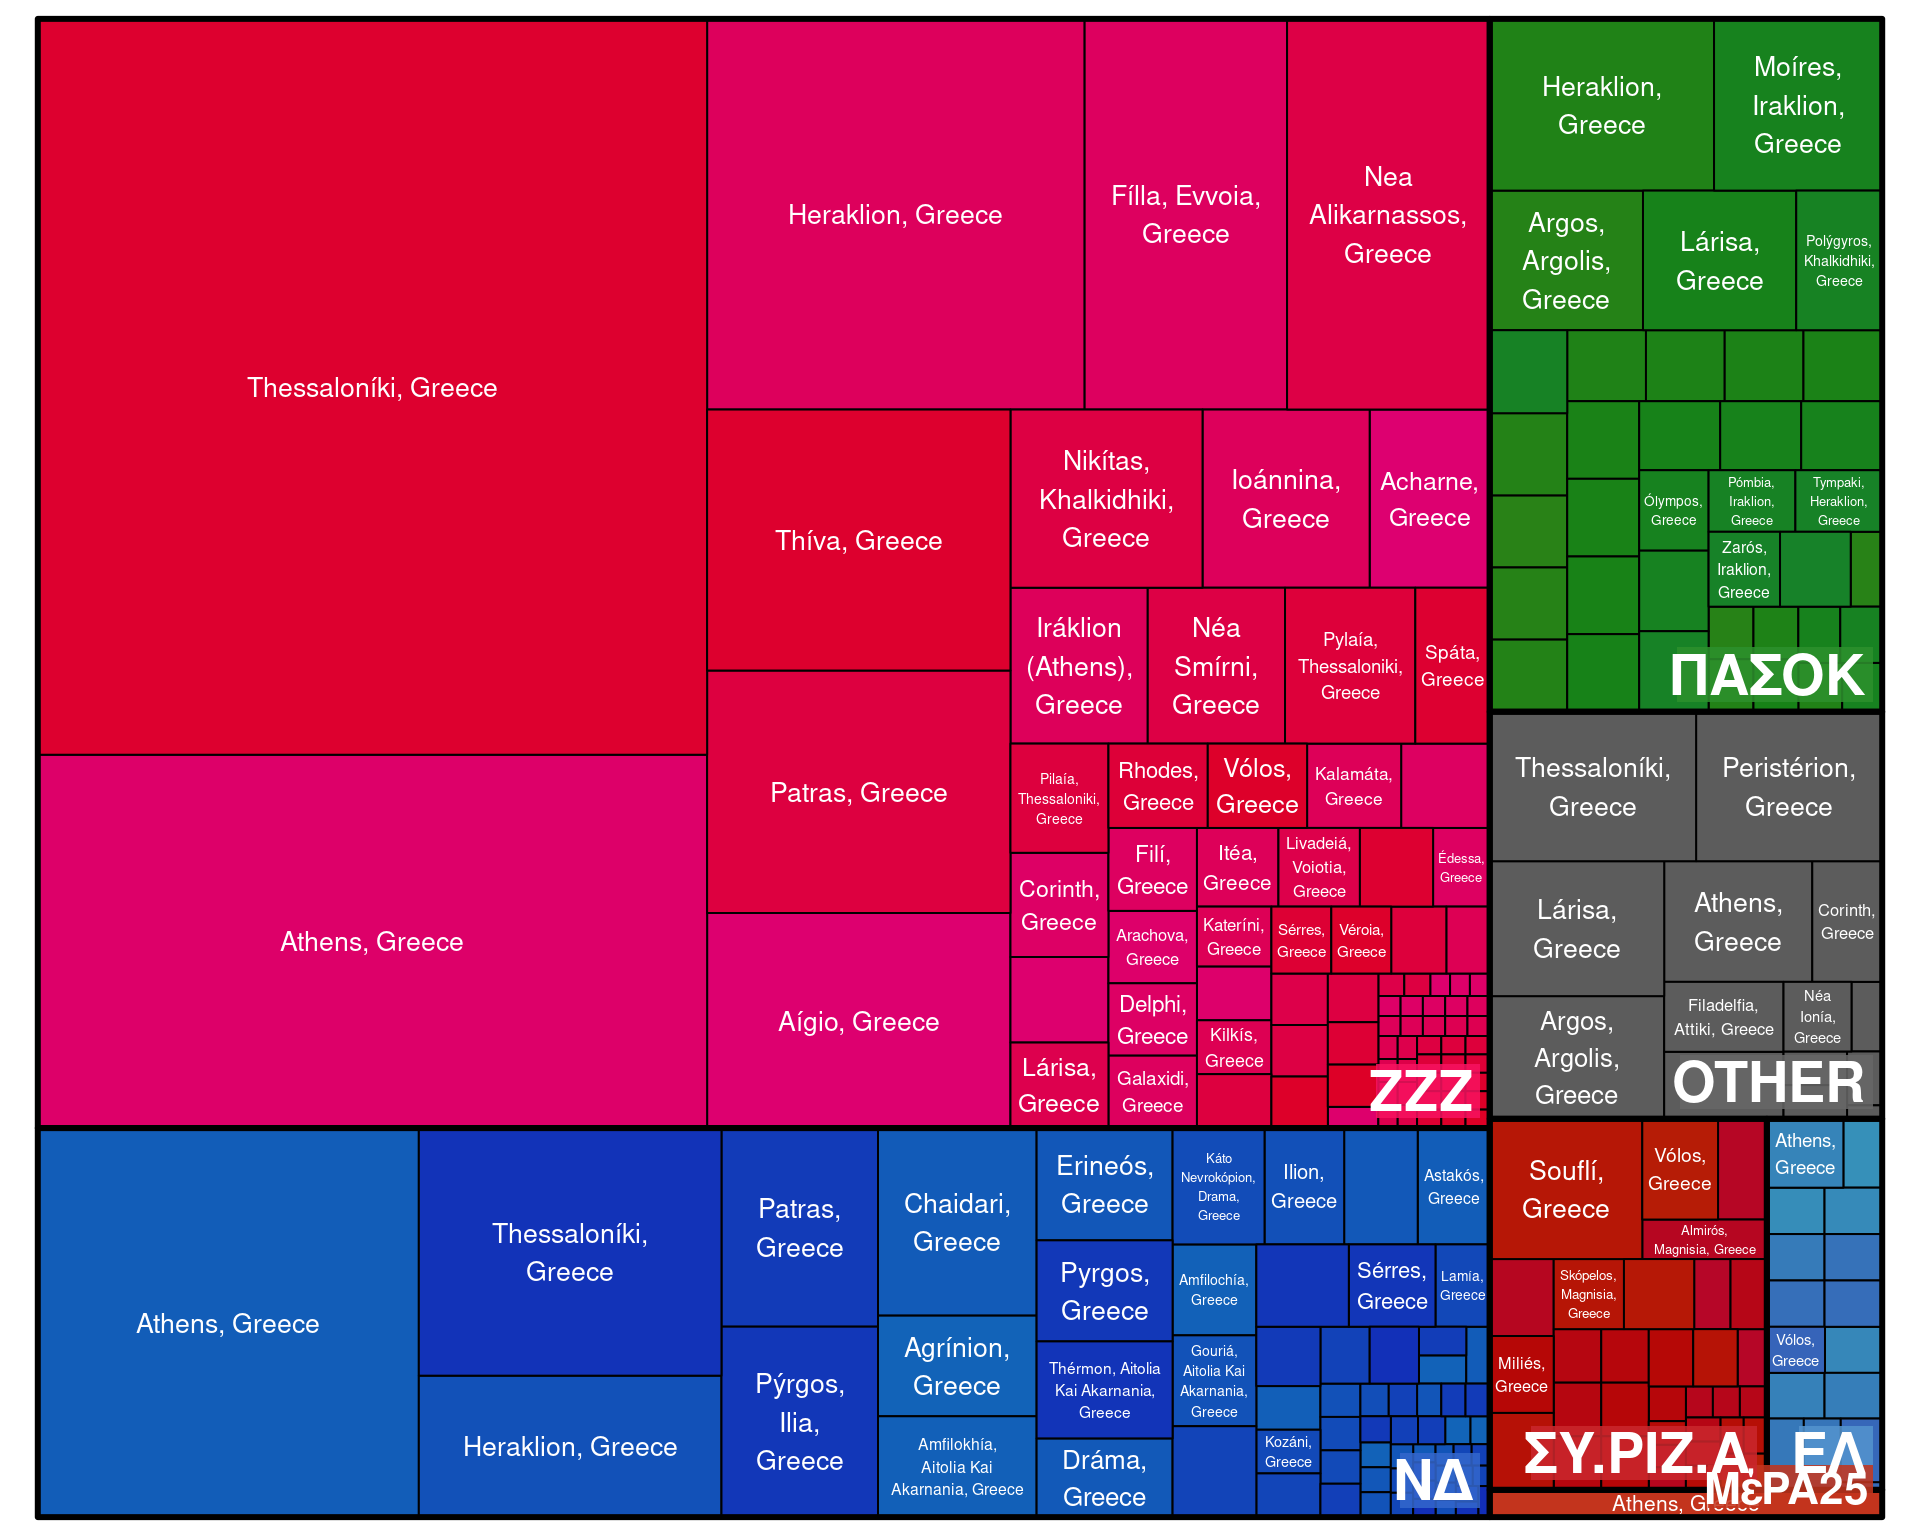 Thessaloníki, Greece
Athens, Greece
Heraklion, Greece
Fílla, Evvoia,
Greece
Nea
Alikarnassos,
Greece
Thíva, Greece
Patras, Greece
Aígio, Greece
Nikítas,
Khalkidhiki,
Greece
Ioánnina,
Greece
Acharne,
Greece
Iráklion
(Athens),
Greece
Néa
Smírni,
Greece
Pylaía,
Thessaloniki,
Greece
Spáta,
Greece
Pilaía,
Thessaloniki,
Greece
Rhodes,
Greece
Vólos,
Greece
Kalamáta,
Greece
Corinth,
Greece
Filí,
Greece
Itéa,
Greece
Livadeiá,
Voiotia,
Greece
Édessa,
Greece
Arachova,
Greece
Kateríni,
Greece
Sérres,
Greece
Véroia,
Greece
Delphi,
Greece
Kilkís,
Greece
Lárisa,
Greece
Galaxidi,
Greece
ZZZ
Heraklion,
Greece
Moíres,
Iraklion,
Greece
Argos,
Argolis,
Greece
Lárisa,
Greece
Polýgyros,
Khalkidhiki,
Greece
Ólympos,
Greece
Pómbia,
Iraklion,
Greece
Tympaki,
Heraklion,
Greece
Zarós,
Iraklion,
Greece
ΠΑΣΟΚ
Thessaloníki,
Greece
Peristérion,
Greece
Lárisa,
Greece
Athens,
Greece
Corinth,
Greece
Argos,
Argolis,
Greece
Filadelfia,
Attiki, Greece
Néa
Ionía,
Greece
OTHER
Athens, Greece
Thessaloníki,
Greece
Heraklion, Greece
Patras,
Greece
Pýrgos,
Ilia,
Greece
Chaidari,
Greece
Agrínion,
Greece
Amfilokhía,
Aitolia Kai
Akarnania, Greece
Erineós,
Greece
Pyrgos,
Greece
Thérmon, Aitolia
Kai Akarnania,
Greece
Dráma,
Greece
Káto
Nevrokópion,
Drama,
Greece
Ilion,
Greece
Astakós,
Greece
Amfilochía,
Greece
Sérres,
Greece
Lamía,
Greece
Gouriá,
Aitolia Kai
Akarnania,
Greece
Kozáni,
Greece
ΝΔ
Souflí,
Greece
Vólos,
Greece
Almirós,
Magnisia, Greece
Skópelos,
Magnisia,
Greece
Miliés,
Greece
ΣΥ.ΡΙΖ.Α.
Athens,
Greece
Vólos,
Greece
ΕΛ
Athens, Greece
ΜέΡΑ25